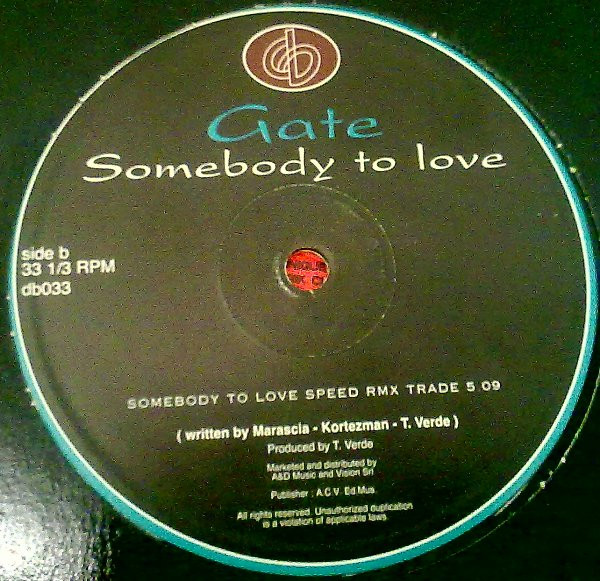 db
Gate
Somebody to love
side b
33 1/3 RPM
db033
SOMEBODY TO LOVE SPEED RMX TRADE 5.09
( written by Marascia - Kortezman - T. Verde )
Produced by T. Verde
Marketed and distributed by
A&D Music and Vision Srl
Publisher : A.C.V. Ed.Mus.
All rights reserved. Unauthorized duplication
is a violation of applicable laws.